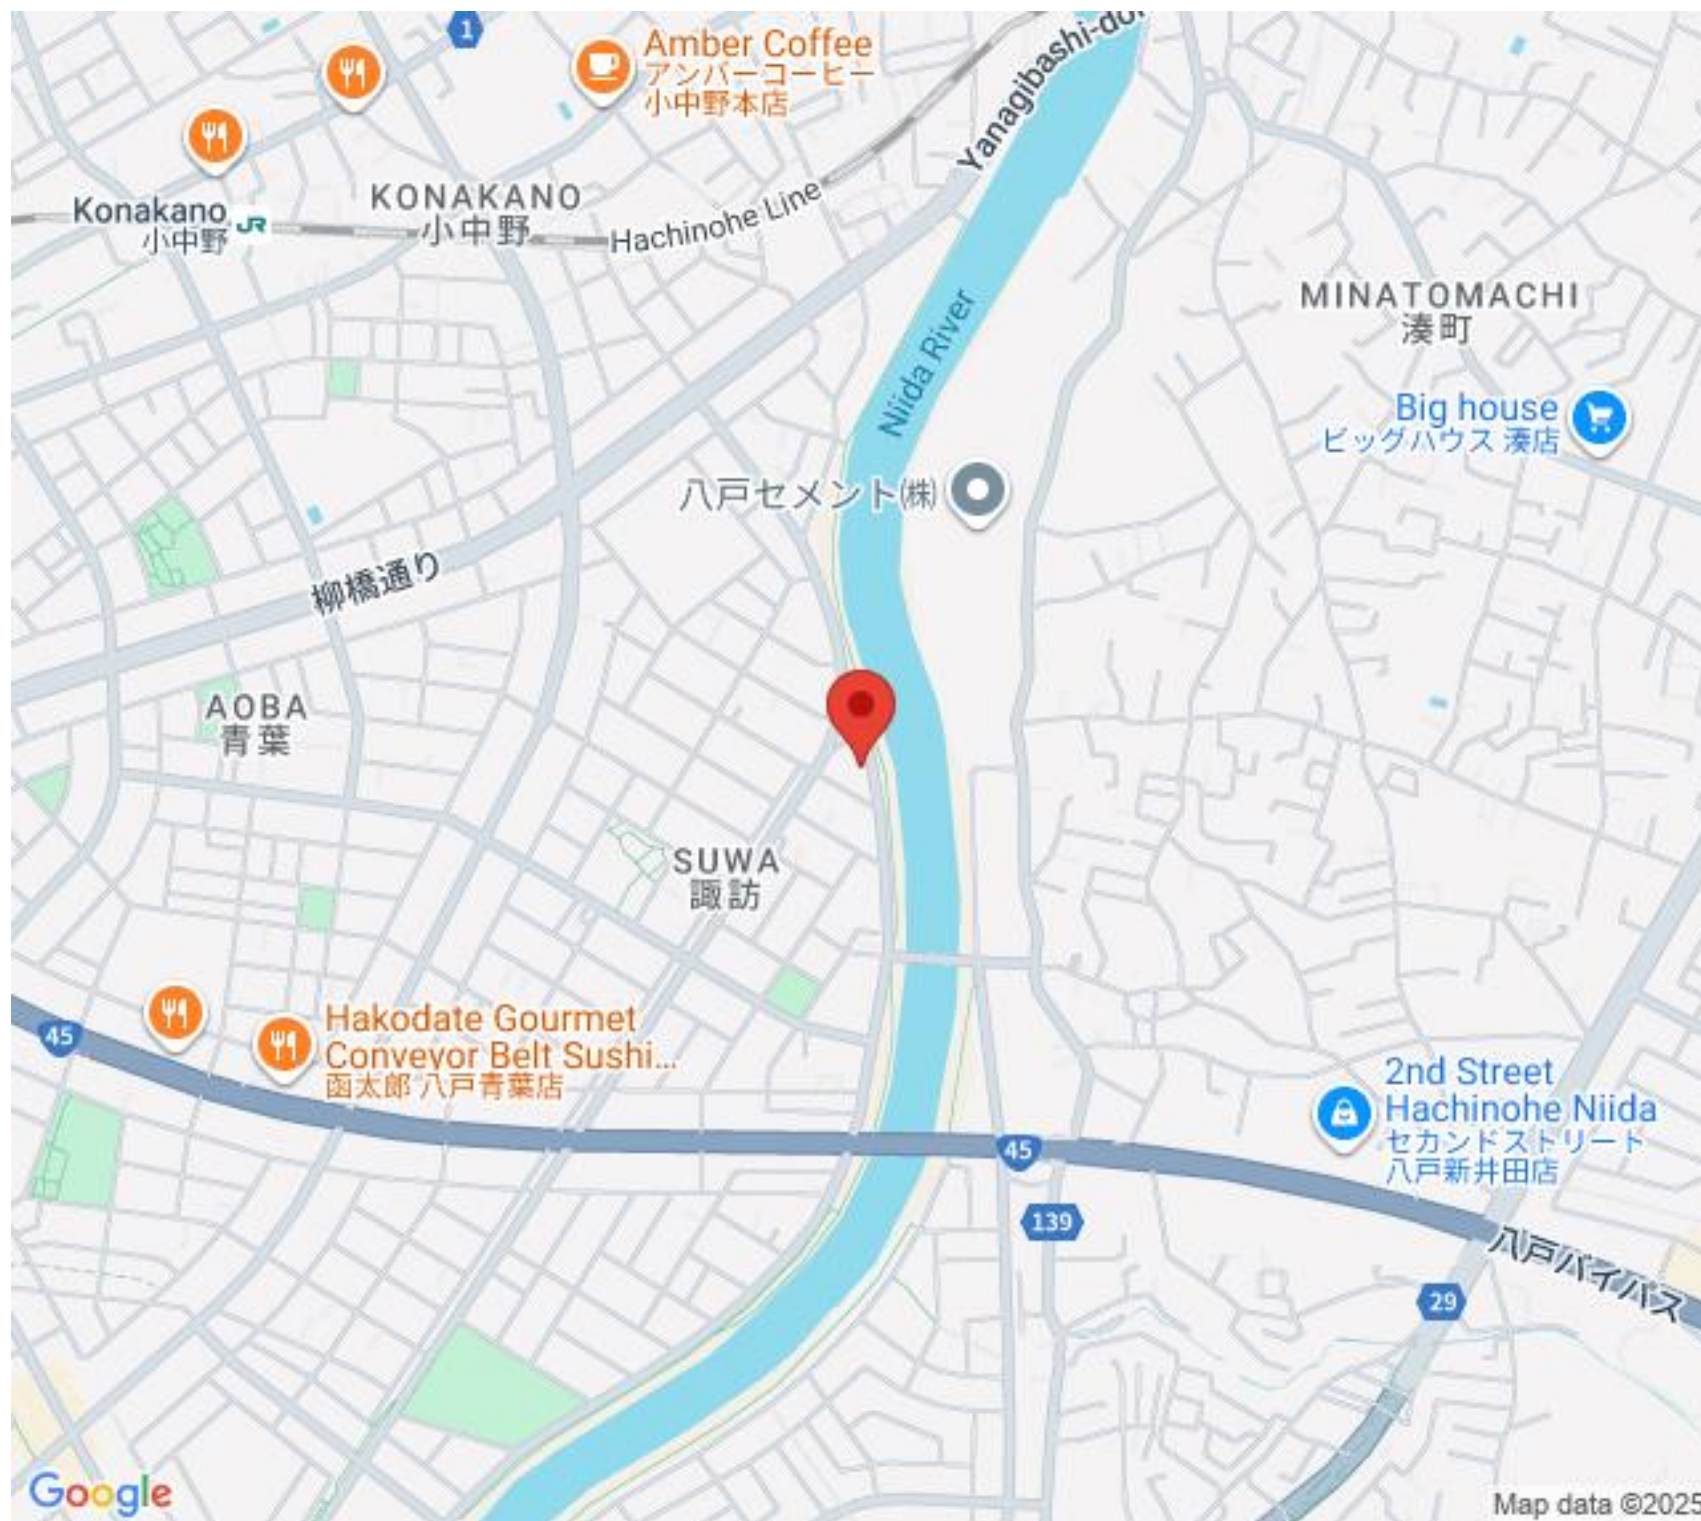 1
Amber Coffee
アンバーコーヒー
小中野本店
Yanagibashi-dori
Konakano
小中野
JR
KONAKANO
小中野
Hachinohe Line
MINATOMACHI
湊町
Niida River
Big house
ビッグハウス 湊店
八戸セメント㈱
柳橋通り
AOBA
青葉
SUWA
諏訪
45
Hakodate Gourmet
Conveyor Belt Sushi...
函太郎 八戸青葉店
2nd Street
Hachinohe Niida
セカンドストリート
八戸新井田店
45
139
八戸バイパス
29
Google
Map data ©2025